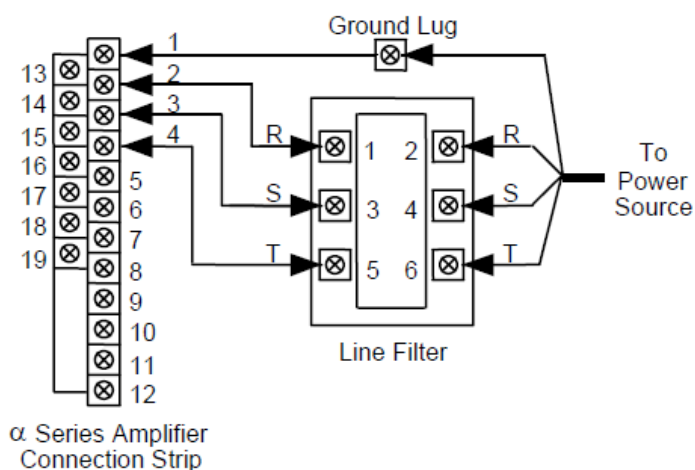 Ground Lug
1
2
3
4
5
6
7
8
9
10
11
12
13
14
15
16
17
18
19
R
S
T
1 2
3 4
5 6
R
S
T
To
Power
Source
Line Filter
α Series Amplifier
Connection Strip